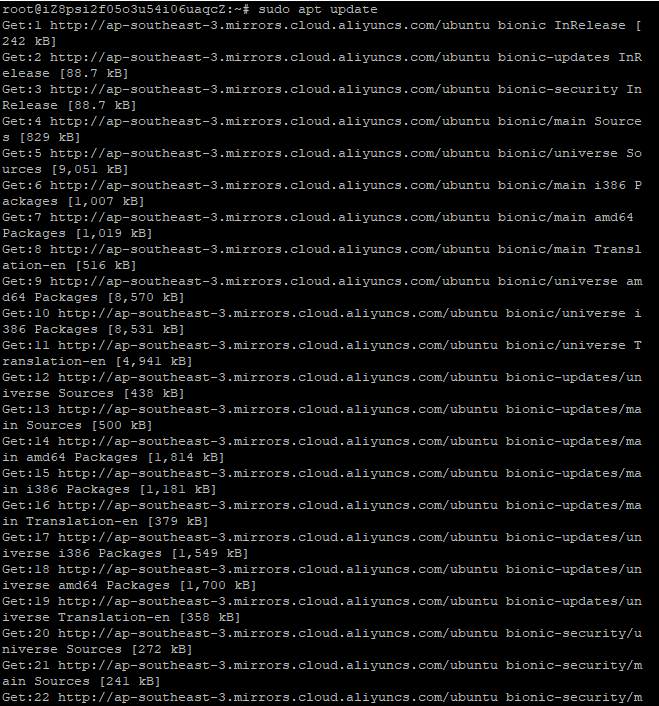 root@iZ8psi2f05o3u54i06uaqcZ:~# sudo apt update
Get:1 http://ap-southeast-3.mirrors.cloud.aliyuncs.com/ubuntu bionic InRelease [
242 kB]
Get:2 http://ap-southeast-3.mirrors.cloud.aliyuncs.com/ubuntu bionic-updates InR
elease [88.7 kB]
Get:3 http://ap-southeast-3.mirrors.cloud.aliyuncs.com/ubuntu bionic-security In
Release [88.7 kB]
Get:4 http://ap-southeast-3.mirrors.cloud.aliyuncs.com/ubuntu bionic/main Source
s [829 kB]
Get:5 http://ap-southeast-3.mirrors.cloud.aliyuncs.com/ubuntu bionic/universe So
urces [9,051 kB]
Get:6 http://ap-southeast-3.mirrors.cloud.aliyuncs.com/ubuntu bionic/main i386 P
ackages [1,007 kB]
Get:7 http://ap-southeast-3.mirrors.cloud.aliyuncs.com/ubuntu bionic/main amd64
Packages [1,019 kB]
Get:8 http://ap-southeast-3.mirrors.cloud.aliyuncs.com/ubuntu bionic/main Transl
ation-en [516 kB]
Get:9 http://ap-southeast-3.mirrors.cloud.aliyuncs.com/ubuntu bionic/universe am
d64 Packages [8,570 kB]
Get:10 http://ap-southeast-3.mirrors.cloud.aliyuncs.com/ubuntu bionic/universe i
386 Packages [8,531 kB]
Get:11 http://ap-southeast-3.mirrors.cloud.aliyuncs.com/ubuntu bionic/universe T
ranslation-en [4,941 kB]
Get:12 http://ap-southeast-3.mirrors.cloud.aliyuncs.com/ubuntu bionic-updates/un
iverse Sources [438 kB]
Get:13 http://ap-southeast-3.mirrors.cloud.aliyuncs.com/ubuntu bionic-updates/ma
in Sources [500 kB]
Get:14 http://ap-southeast-3.mirrors.cloud.aliyuncs.com/ubuntu bionic-updates/ma
in amd64 Packages [1,814 kB]
Get:15 http://ap-southeast-3.mirrors.cloud.aliyuncs.com/ubuntu bionic-updates/ma
in i386 Packages [1,181 kB]
Get:16 http://ap-southeast-3.mirrors.cloud.aliyuncs.com/ubuntu bionic-updates/ma
in Translation-en [379 kB]
Get:17 http://ap-southeast-3.mirrors.cloud.aliyuncs.com/ubuntu bionic-updates/un
iverse i386 Packages [1,549 kB]
Get:18 http://ap-southeast-3.mirrors.cloud.aliyuncs.com/ubuntu bionic-updates/un
iverse amd64 Packages [1,700 kB]
Get:19 http://ap-southeast-3.mirrors.cloud.aliyuncs.com/ubuntu bionic-updates/un
iverse Translation-en [358 kB]
Get:20 http://ap-southeast-3.mirrors.cloud.aliyuncs.com/ubuntu bionic-security/u
niverse Sources [272 kB]
Get:21 http://ap-southeast-3.mirrors.cloud.aliyuncs.com/ubuntu bionic-security/m
ain Sources [241 kB]
Get:22 http://ap-southeast-3.mirrors.cloud.aliyuncs.com/ubuntu bionic-security/m